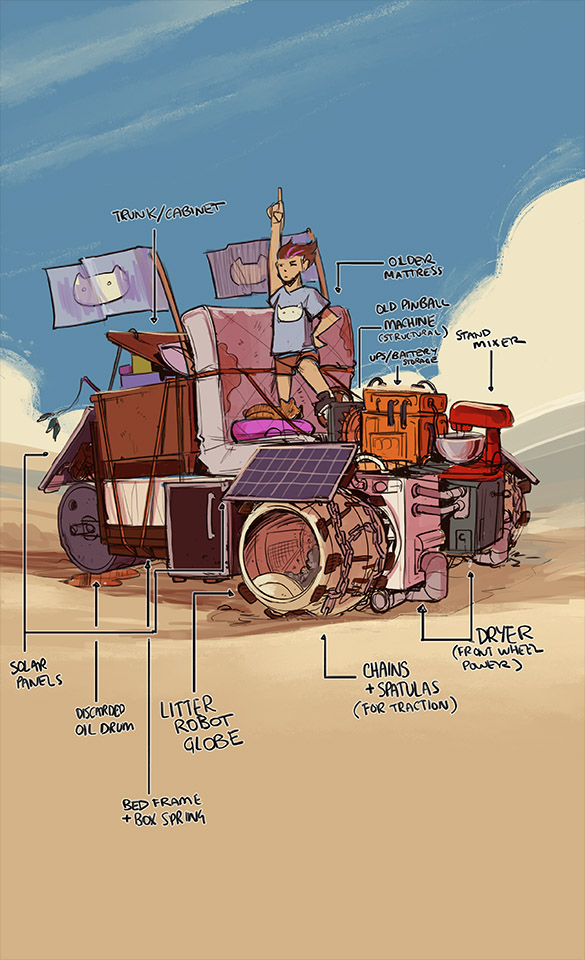 TRUNK/CABINET
OLDER
MATTRESS
OLD PINBALL
MACHINE
(STRUCTURAL)
STAND
MIXER
UPS/BATTERY
STORAGE
SOLAR
PANELS
DISCARDED
OIL DRUM
LITTER
ROBOT
GLOBE
CHAINS
+ SPATULAS
(FOR TRACTION)
DRYER
(FRONT WHEEL
POWER)
BED FRAME
+ BOX SPRING